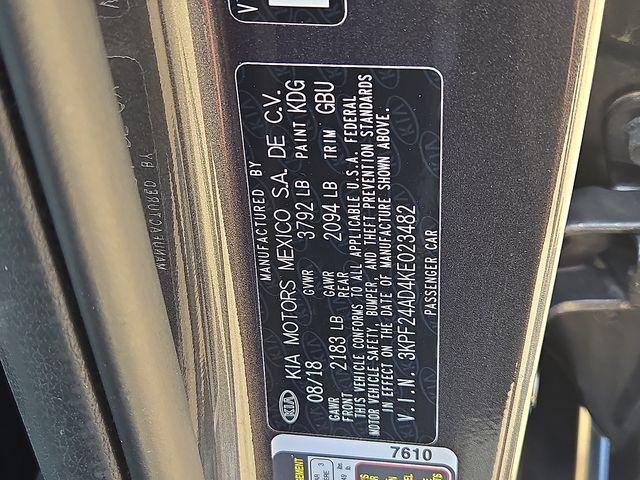 MANUFACTURED BY
KIA KIA MOTORS MEXICO S.A. DE C.V.
08/18 GVWR 3792 LB PAINT KDG
GAWR FRONT 2183 LB GAWR REAR 2094 LB TRIM GBU
THIS VEHICLE CONFORMS TO ALL APPLICABLE U.S.A. FEDERAL
MOTOR VEHICLE SAFETY, BUMPER, AND THEFT PREVENTION STANDARDS
IN EFFECT ON THE DATE OF MANUFACTURE SHOWN ABOVE.
V.I.N. 3KPF24AD4KE023482
PASSENGER CAR
7610
MANUFACTURED BY